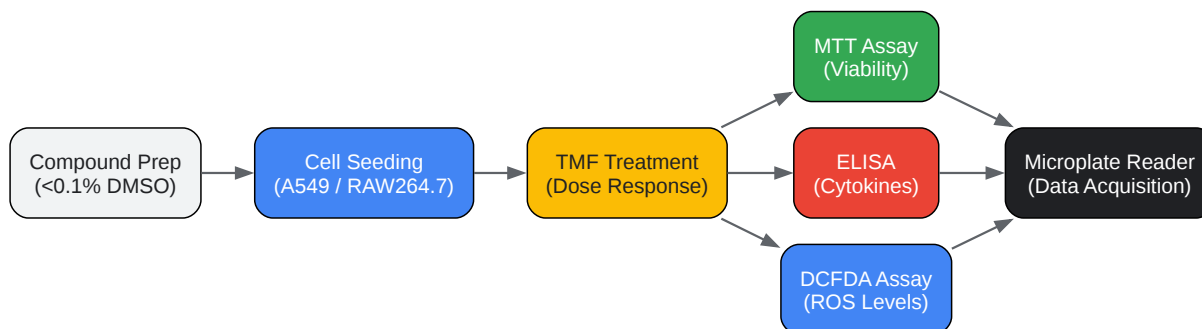 Compound Prep
(<0.1% DMSO)
Cell Seeding
(A549 / RAW264.7)
TMF Treatment
(Dose Response)
MTT Assay
(Viability)
ELISA
(Cytokines)
DCFDA Assay
(ROS Levels)
Microplate Reader
(Data Acquisition)